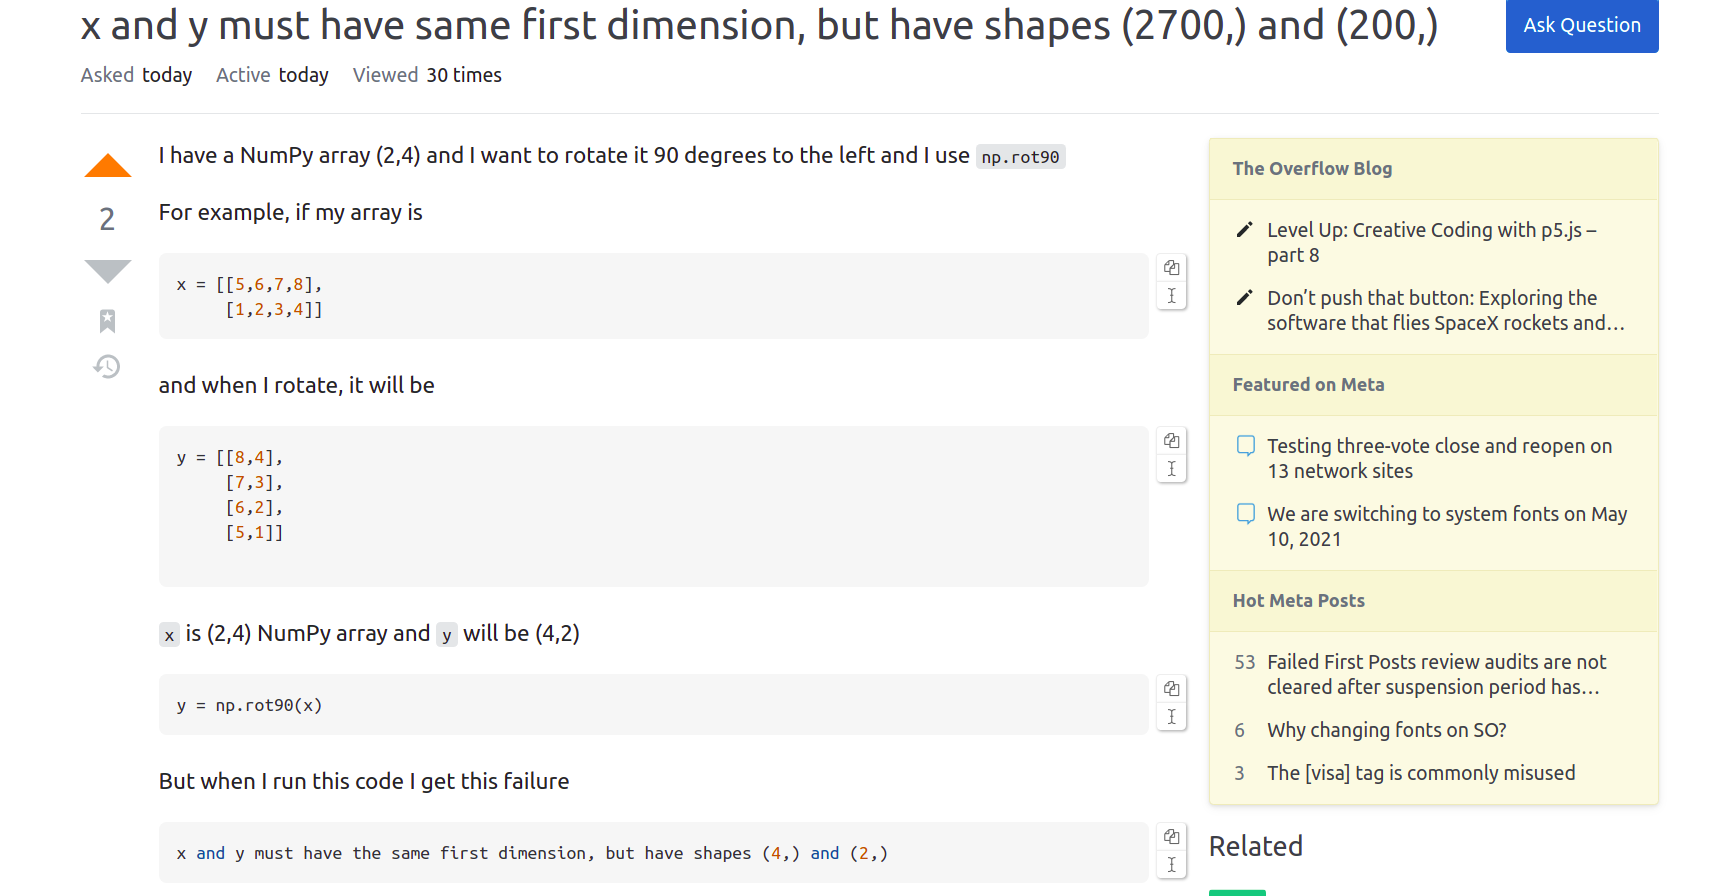 x and y must have same first dimension, but have shapes (2700,) and (200,)
Ask Question
Asked today Active today Viewed 30 times
I have a NumPy array (2,4) and I want to rotate it 90 degrees to the left and I use np.rot90
2
For example, if my array is
x = [[5,6,7,8],
[1,2,3,4]]
and when I rotate, it will be
y = [[8,4],
[7,3],
[6,2],
[5,1]]
x is (2,4) NumPy array and y will be (4,2)
y = np.rot90(x)
But when I run this code I get this failure
x and y must have the same first dimension, but have shapes (4,) and (2,)
The Overflow Blog
Level Up: Creative Coding with p5.js –
part 8
Don’t push that button: Exploring the
software that flies SpaceX rockets and…
Featured on Meta
Testing three-vote close and reopen on
13 network sites
We are switching to system fonts on May
10, 2021
Hot Meta Posts
53 Failed First Posts review audits are not
cleared after suspension period has…
6 Why changing fonts on SO?
3 The [visa] tag is commonly misused
Related